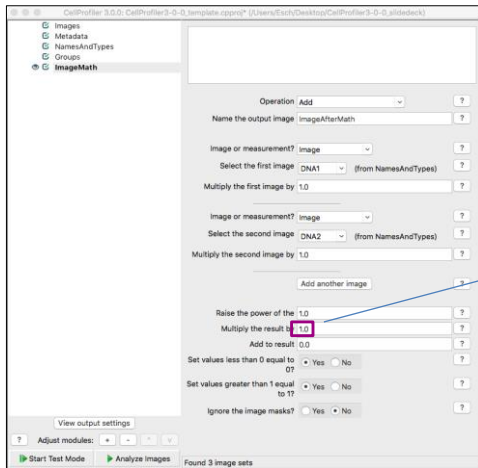 CellProfiler 3.0.0: CellProfiler2-0-0_template.cpproj* (/Users/Esch/Desktop/CellProfiler3-0-0_slidedeck)
Images
Metadata
NamesAndTypes
Groups
ImageMath
Operation Add ?
Name the output image ImageAfterMath ?
Image or measurement? Image ?
Select the first image DNA1 (from NamesAndTypes) ?
Multiply the first image by 1.0 ?
Image or measurement? Image ?
Select the second image DNA2 (from NamesAndTypes) ?
Multiply the second image by 1.0 ?
Add another image ?
Raise the power of the 1.0 ?
Multiply the result by 1.0 ?
Add to result 0.0 ?
Set values less than 0 equal to Yes No ?
0?
Set values greater than 1 equal Yes No ?
to 1?
Ignore the image masks? Yes No ?
View output settings
? Adjust modules: + - ^ v
Start Test Mode Analyze Images Found 3 image sets